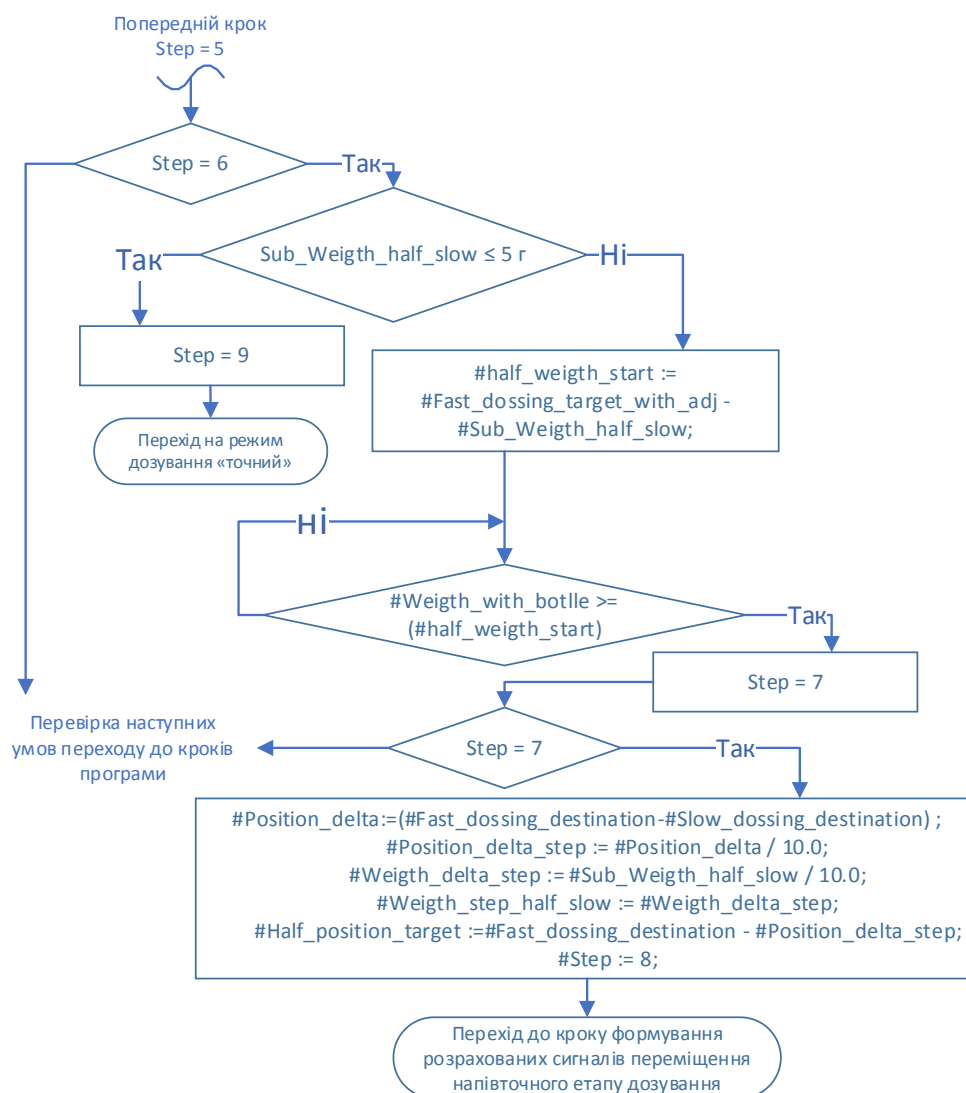 Попередній крок
Step = 5
Step = 6
Так
Sub_Weigth_half_slow ≤ 5 г
Так
Ні
Step = 9
Перехід на режим
дозування «точний»
#half_weigth_start :=
#Fast_dossing_target_with_adj -
#Sub_Weigth_half_slow;
ні
#Weigth_with_botlle >=
(#half_weigth_start)
Так
Step = 7
Перевірка наступних
умов переходу до кроків
програми
Step = 7
Так
#Position_delta:=(#Fast_dossing_destination-#Slow_dossing_destination) ;
#Position_delta_step := #Position_delta / 10.0;
#Weigth_delta_step := #Sub_Weigth_half_slow / 10.0;
#Weigth_step_half_slow := #Weigth_delta_step;
#Half_position_target :=#Fast_dossing_destination - #Position_delta_step;
#Step := 8;
Перехід до кроку формування
розрахованих сигналів переміщення
напівточного етапу дозування